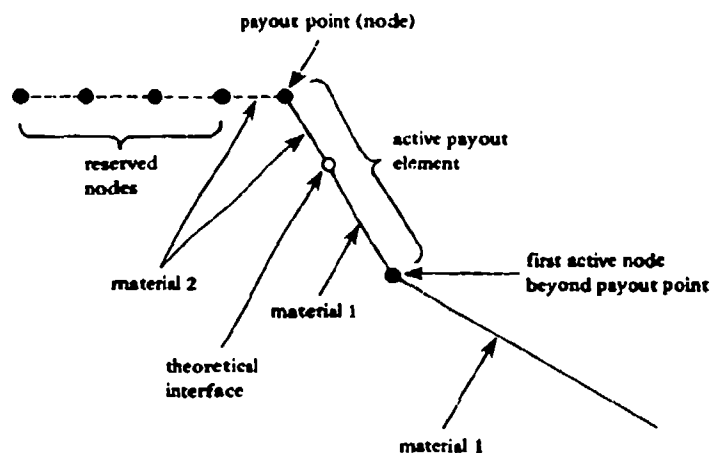 payout point (node)
active payout
element
reserved
nodes
material 2
material 1
first active node
beyond payout point
theoretical
interface
material 1